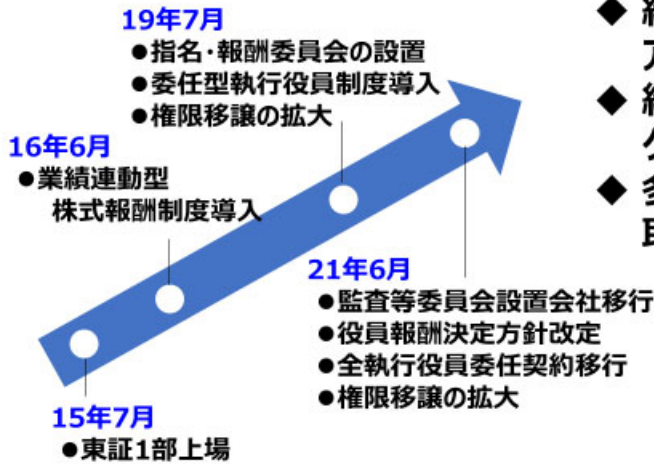 19年7月
●指名・報酬委員会の設置
●委任型執行役員制度導入
●権限移譲の拡大
16年6月
●業績連動型
株式報酬制度導入
21年6月
●監査等委員会設置会社移行
●役員報酬決定方針改定
●全執行役員委任契約移行
●権限移譲の拡大
15年7月
●東証1部上場
◆
◆
◆ 多